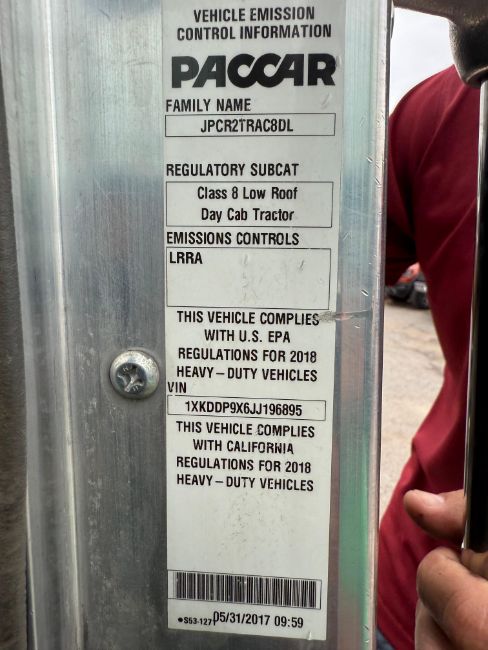 VEHICLE EMISSION
CONTROL INFORMATION
PACCAR
FAMILY NAME
JPCR2TRAC8DL
REGULATORY SUBCAT
Class 8 Low Roof
Day Cab Tractor
EMISSIONS CONTROLS
LRRA
THIS VEHICLE COMPLIES
WITH U.S. EPA
REGULATIONS FOR 2018
HEAVY-DUTY VEHICLES
VIN
1XKDDP9X6JJ196895
THIS VEHICLE COMPLIES
WITH CALIFORNIA
REGULATIONS FOR 2018
HEAVY-DUTY VEHICLES
•S53-127 05/31/2017 09:59